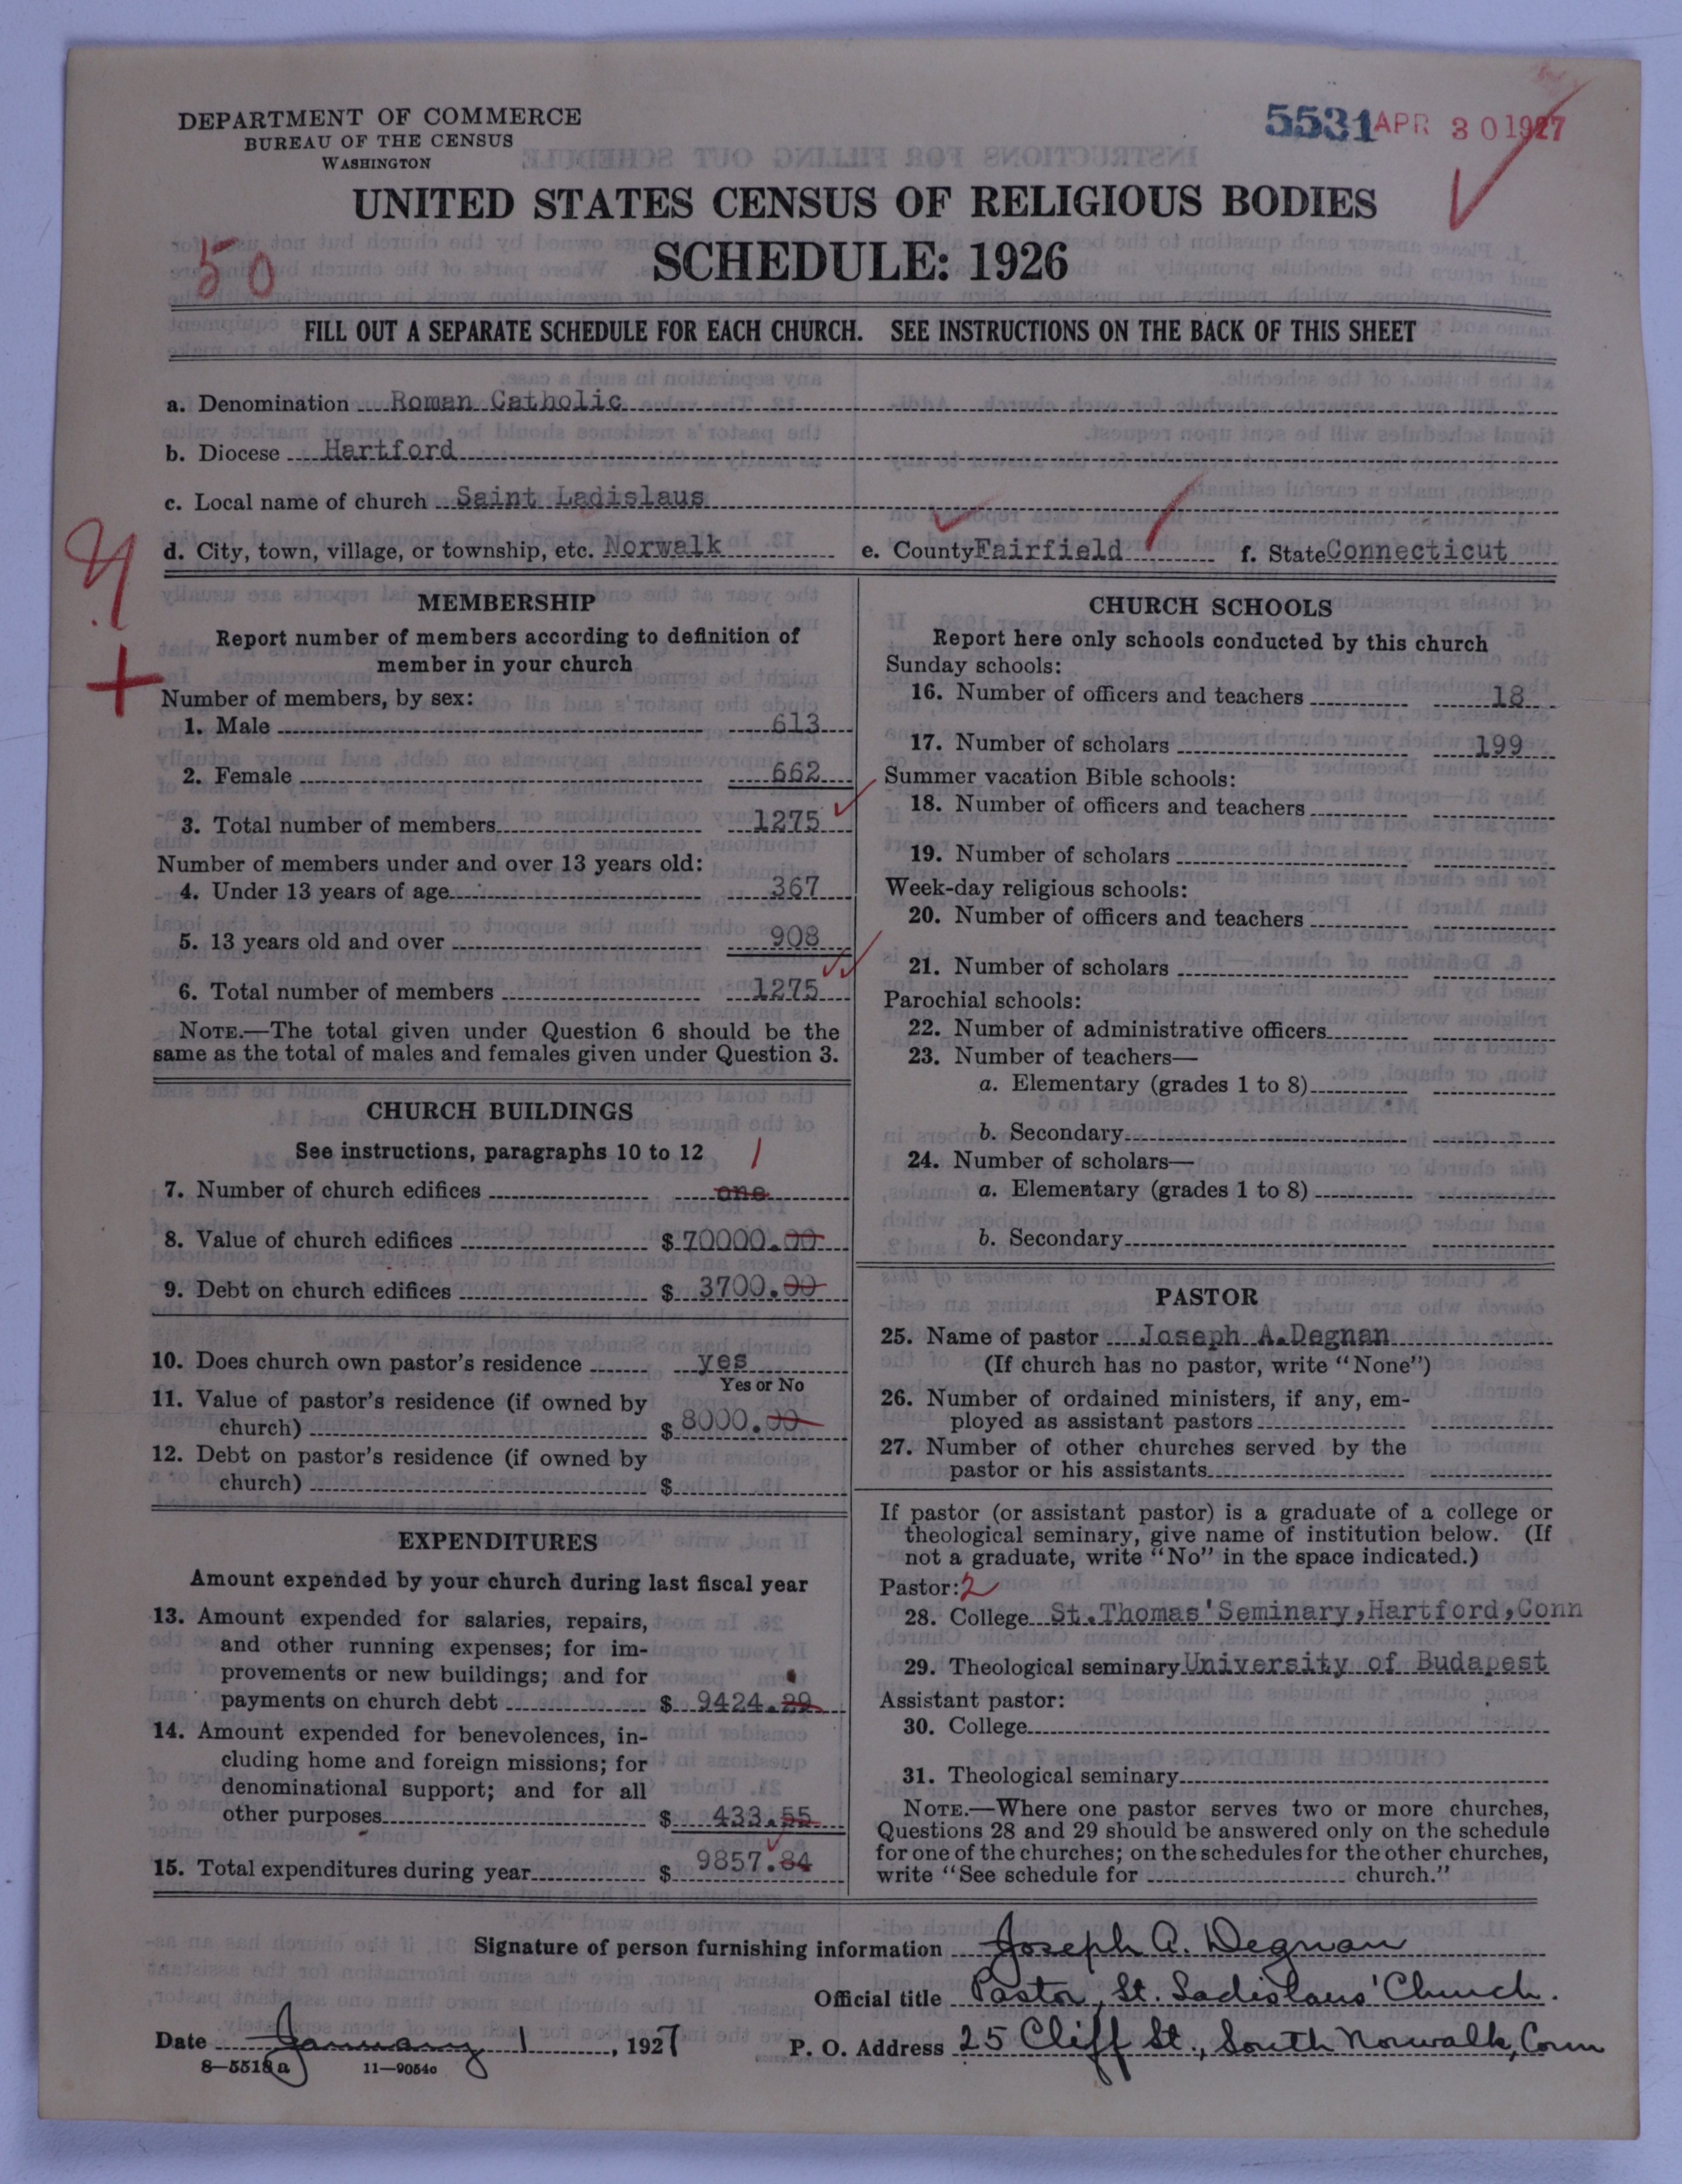 DEPARTMENT OF COMMERCE
BUREAU OF THE CENSUS
WASHINGTON
5531 APR 30 1927
UNITED STATES CENSUS OF RELIGIOUS BODIES
SCHEDULE: 1926
50
FILL OUT A SEPARATE SCHEDULE FOR EACH CHURCH. SEE INSTRUCTIONS ON THE BACK OF THIS SHEET
a. Denomination Roman Catholic
b. Diocese Hartford
c. Local name of church Saint Ladislaus
d. City, town, village, or township, etc. Norwalk e. County Fairfield f. State Connecticut
MEMBERSHIP
Report number of members according to definition of
member in your church
Number of members, by sex:
1. Male 613
2. Female 662
3. Total number of members 1275
Number of members under and over 13 years old:
4. Under 13 years of age 367
5. 13 years old and over 908
6. Total number of members 1275
NOTE.—The total given under Question 6 should be the
same as the total of males and females given under Question 3.
CHURCH BUILDINGS
See instructions, paragraphs 10 to 12 1
7. Number of church edifices one
8. Value of church edifices $ 70000.00
9. Debt on church edifices $ 3700.00
10. Does church own pastor's residence yes
Yes or No
11. Value of pastor's residence (if owned by
church) $ 8000.00
12. Debt on pastor's residence (if owned by
church) $
EXPENDITURES
Amount expended by your church during last fiscal year
13. Amount expended for salaries, repairs,
and other running expenses; for im-
provements or new buildings; and for
payments on church debt $ 9424.29
14. Amount expended for benevolences, in-
cluding home and foreign missions; for
denominational support; and for all
other purposes $ 433.55
15. Total expenditures during year $ 9857.84
CHURCH SCHOOLS
Report here only schools conducted by this church
Sunday schools:
16. Number of officers and teachers 18
17. Number of scholars 199
Summer vacation Bible schools:
18. Number of officers and teachers
19. Number of scholars
Week-day religious schools:
20. Number of officers and teachers
21. Number of scholars
Parochial schools:
22. Number of administrative officers
23. Number of teachers—
a. Elementary (grades 1 to 8)
b. Secondary
24. Number of scholars—
a. Elementary (grades 1 to 8)
b. Secondary
PASTOR
25. Name of pastor Joseph A.Degnan
(If church has no pastor, write "None")
26. Number of ordained ministers, if any, em-
ployed as assistant pastors
27. Number of other churches served by the
pastor or his assistants
If pastor (or assistant pastor) is a graduate of a college or
theological seminary, give name of institution below. (If
not a graduate, write "No" in the space indicated.)
Pastor: 2
28. College St.Thomas'Seminary,Hartford,Conn
29. Theological seminary University of Budapest
Assistant pastor:
30. College
31. Theological seminary
NOTE.—Where one pastor serves two or more churches,
Questions 28 and 29 should be answered only on the schedule
for one of the churches; on the schedules for the other churches,
write "See schedule for church."
Signature of person furnishing information Joseph A. Degnan
Official title Pastor, St. Ladislaus' Church.
Date January 1, 1927 P. O. Address 25 Cliff St., South Norwalk, Conn
8—5518a 11—9054c